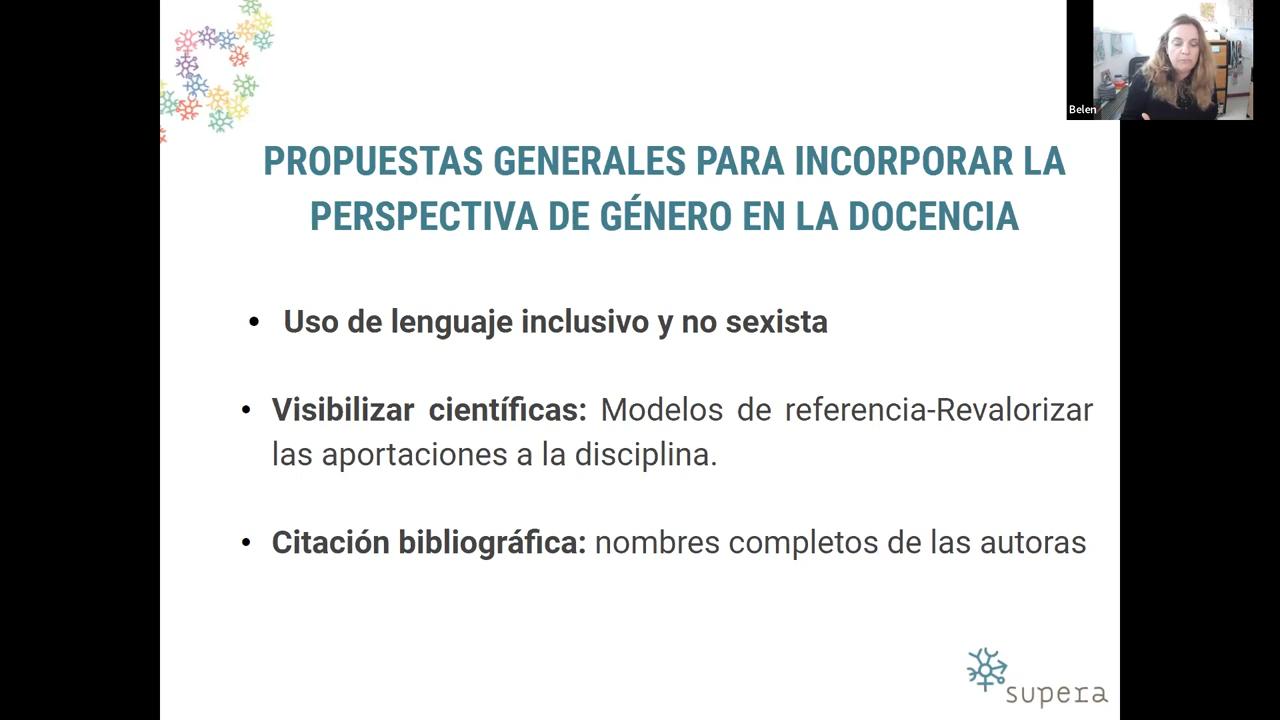 Belen
PROPUESTAS GENERALES PARA INCORPORAR LA
PERSPECTIVA DE GÉNERO EN LA DOCENCIA
• Uso de lenguaje inclusivo y no sexista
• Visibilizar científicas: Modelos de referencia-Revalorizar
las aportaciones a la disciplina.
• Citación bibliográfica: nombres completos de las autoras
supera